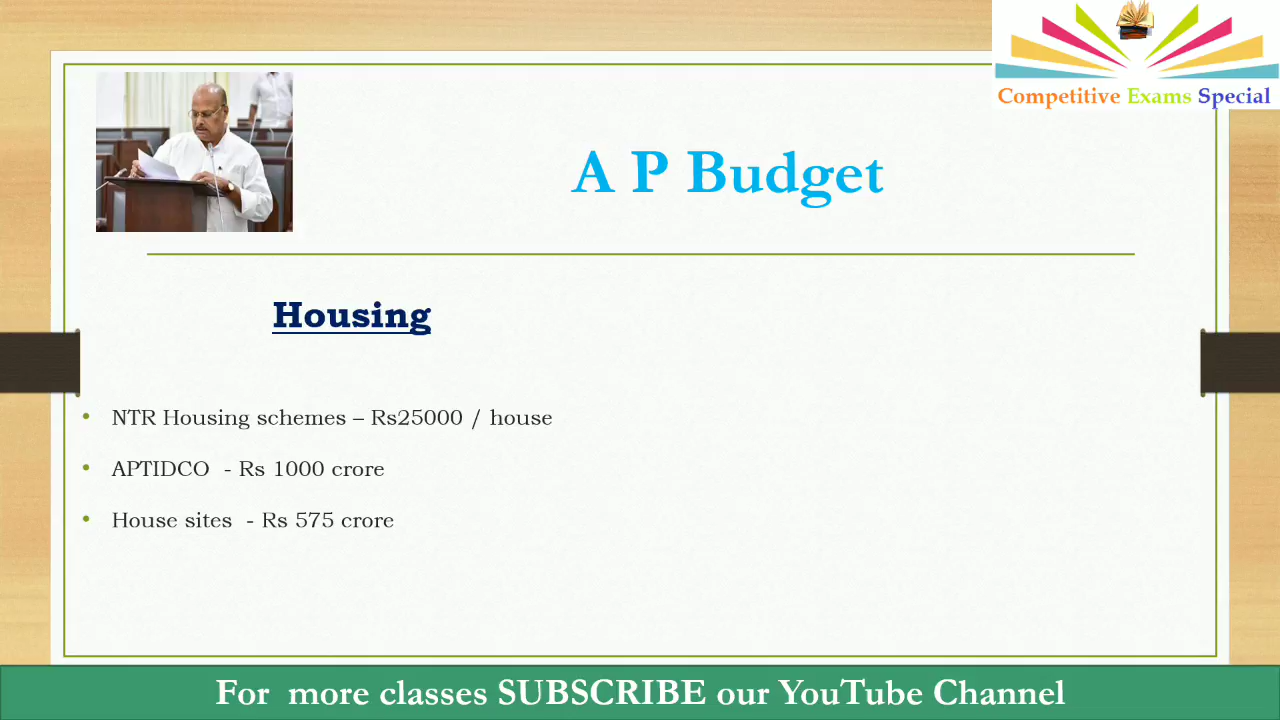 Competitive Exams Special
A P Budget
Housing
• NTR Housing schemes – Rs25000 / house
• APTIDCO - Rs 1000 crore
• House sites - Rs 575 crore
For more classes SUBSCRIBE our YouTube Channel